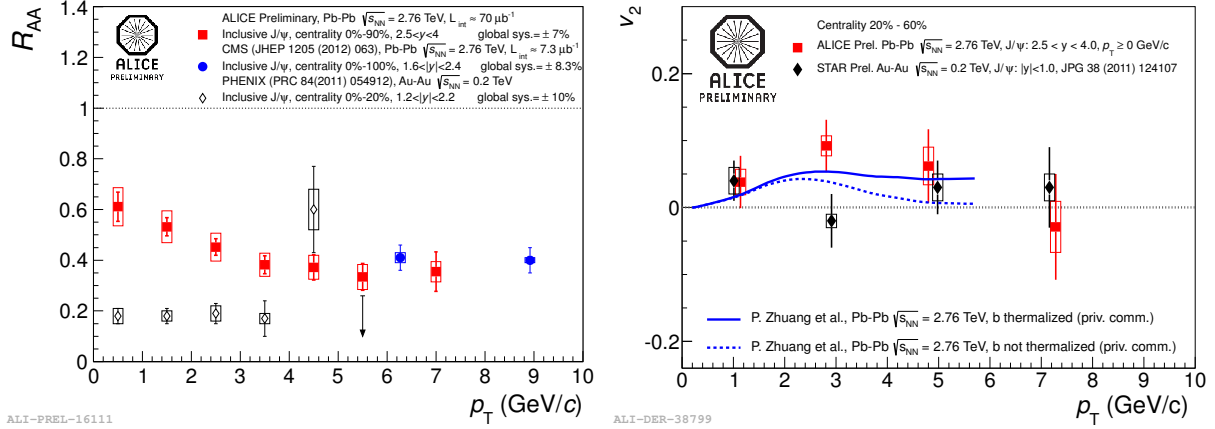 R_AA
1.4
1.2
1
0.8
0.6
0.4
0.2
0
ALICE
PRELIMINARY
ALICE Preliminary, Pb-Pb √s_NN = 2.76 TeV, L_int ≈ 70 μb⁻¹
Inclusive J/ψ, centrality 0%-90%, 2.5<y<4 global sys.= ± 7%
CMS (JHEP 1205 (2012) 063), Pb-Pb √s_NN = 2.76 TeV, L_int ≈ 7.3 μb⁻¹
Inclusive J/ψ, centrality 0%-100%, 1.6<|y|<2.4 global sys.= ± 8.3%
PHENIX (PRC 84(2011) 054912), Au-Au √s_NN = 0.2 TeV
Inclusive J/ψ, centrality 0%-20%, 1.2<|y|<2.2 global sys.= ± 10%
0 1 2 3 4 5 6 7 8 9 10
p_T (GeV/c)
ALI-PREL-16111
v_2
0.2
0
-0.2
ALICE
PRELIMINARY
Centrality 20% - 60%
ALICE Prel. Pb-Pb √s_NN = 2.76 TeV, J/ψ: 2.5 < y < 4.0, p_T ≥ 0 GeV/c
STAR Prel. Au-Au √s_NN = 0.2 TeV, J/ψ: |y|<1.0, JPG 38 (2011) 124107
P. Zhuang et al., Pb-Pb √s_NN = 2.76 TeV, b thermalized (priv. comm.)
P. Zhuang et al., Pb-Pb √s_NN = 2.76 TeV, b not thermalized (priv. comm.)
0 1 2 3 4 5 6 7 8 9 10
p_T (GeV/c)
ALI-DER-38799